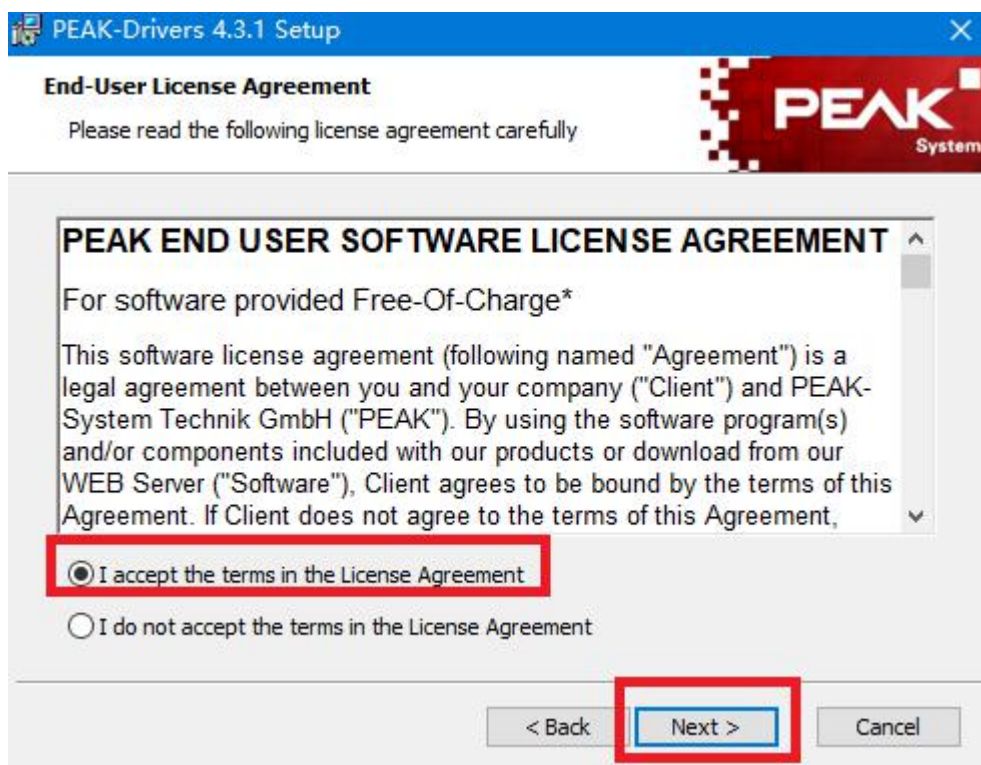 PEAK-Drivers 4.3.1 Setup
End-User License Agreement
Please read the following license agreement carefully
PEAK
System
PEAK END USER SOFTWARE LICENSE AGREEMENT
For software provided Free-Of-Charge*
This software license agreement (following named "Agreement") is a
legal agreement between you and your company ("Client") and PEAK-
System Technik GmbH ("PEAK"). By using the software program(s)
and/or components included with our products or download from our
WEB Server ("Software"), Client agrees to be bound by the terms of this
Agreement. If Client does not agree to the terms of this Agreement,
I accept the terms in the License Agreement
I do not accept the terms in the License Agreement
< Back Next > Cancel